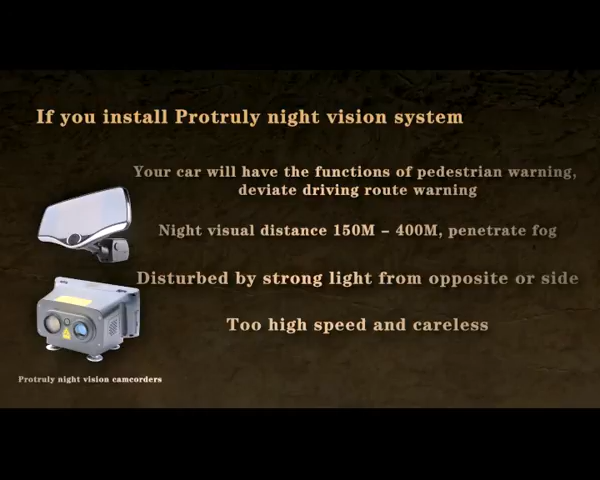 If you install Protruly night vision system
Your car will have the functions of pedestrian warning,
deviate driving route warning
Night visual distance 150M – 400M, penetrate fog
Disturbed by strong light from opposite or side
Too high speed and careless
Protruly night vision camcorders